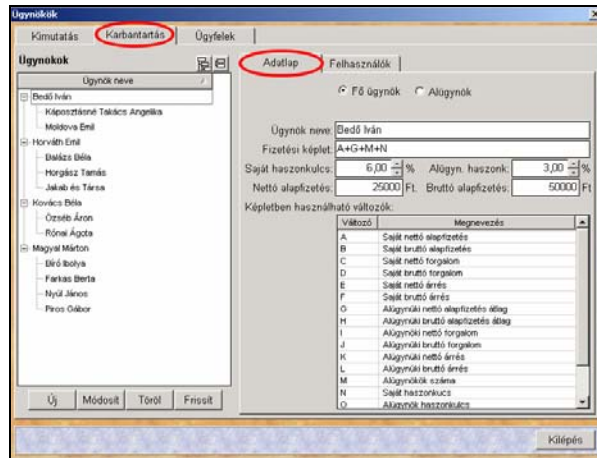 Ügynökök
Kimutatás Karbantartás Ügyfelek
Ügynokok
Ügynök neve
Bedő Iván
Káposztásné Takács Angelika
Moldova Emil
Horváth Emil
Balázs Béla
Horgász Tamás
Jakab és Társa
Kovács Béla
Özséb Áron
Rónai Ágota
Magyal Márton
Bíró Ibolya
Farkas Berta
Nyúl János
Piros Gábor
Új Módosít Töröl Frissít
Adatlap Felhasználók
Fő ügynök Alügynök
Ügynök neve: Bedő Iván
Fizetési képlet: A+G+M+N
Saját haszonkulcs: 6,00 % Alügyn. haszonk: 3,00 %
Nettó alapfizetés: 25000 Ft. Bruttó alapfizetés: 50000 Ft
Képletben használható változók:
Változó Megnevezés
A Saját nettó alapfizetés
B Saját bruttó alapfizetés
C Saját nettó forgalom
D Saját bruttó forgalom
E Saját nettó árrés
F Saját bruttó árrés
G Alügynüki nettó alapfizetés átlag
H Alügynüki bruttó alapfizetés átlag
I Alügynöki nettó forgalom
J Alügynöki bruttó forgalom
K Alügynöki nettó árrés
L Alügynüki bruttó árrés
M Alügynökök száma
N Saját haszonkucs
O Alügynök haszonkulcs
Kilépés